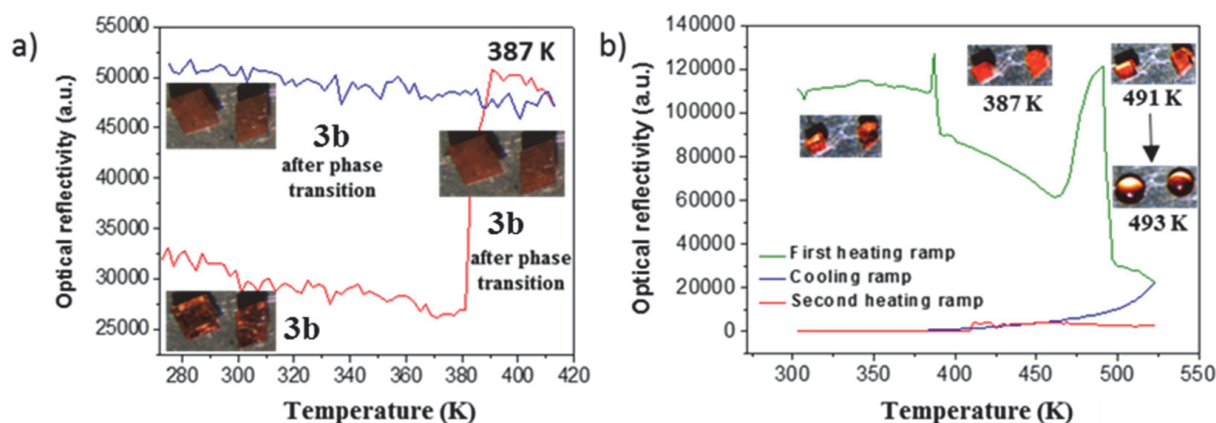 a)
Optical reflectivity (a.u.)
55000
50000
45000
40000
35000
30000
25000
387 K
3b
after phase
transition
3b
after phase
transition
3b
280 300 320 340 360 380 400 420
Temperature (K)
b)
Optical reflectivity (a.u.)
140000
120000
100000
80000
60000
40000
20000
0
387 K
491 K
493 K
First heating ramp
Cooling ramp
Second heating ramp
300 350 400 450 500 550
Temperature (K)